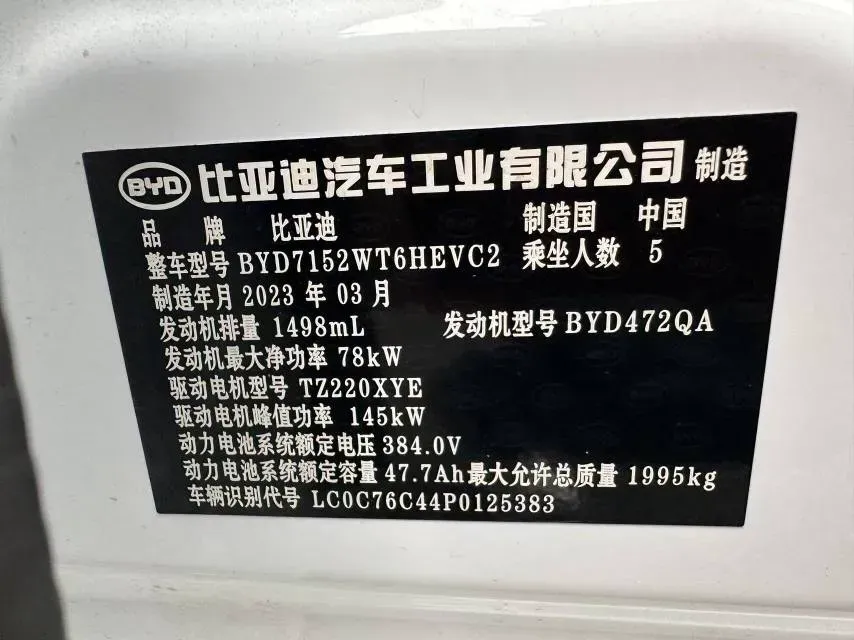 BYD 比亚迪汽车工业有限公司 制造
品牌 比亚迪 制造国 中国
整车型号 BYD7152WT6HEVC2 乘坐人数 5
制造年月 2023 年 03 月
发动机排量 1498mL 发动机型号 BYD472QA
发动机最大净功率 78kW
驱动电机型号 TZ220XYE
驱动电机峰值功率 145kW
动力电池系统额定电压 384.0V
动力电池系统额定容量 47.7Ah 最大允许总质量 1995kg
车辆识别代号 LC0C76C44P0125383